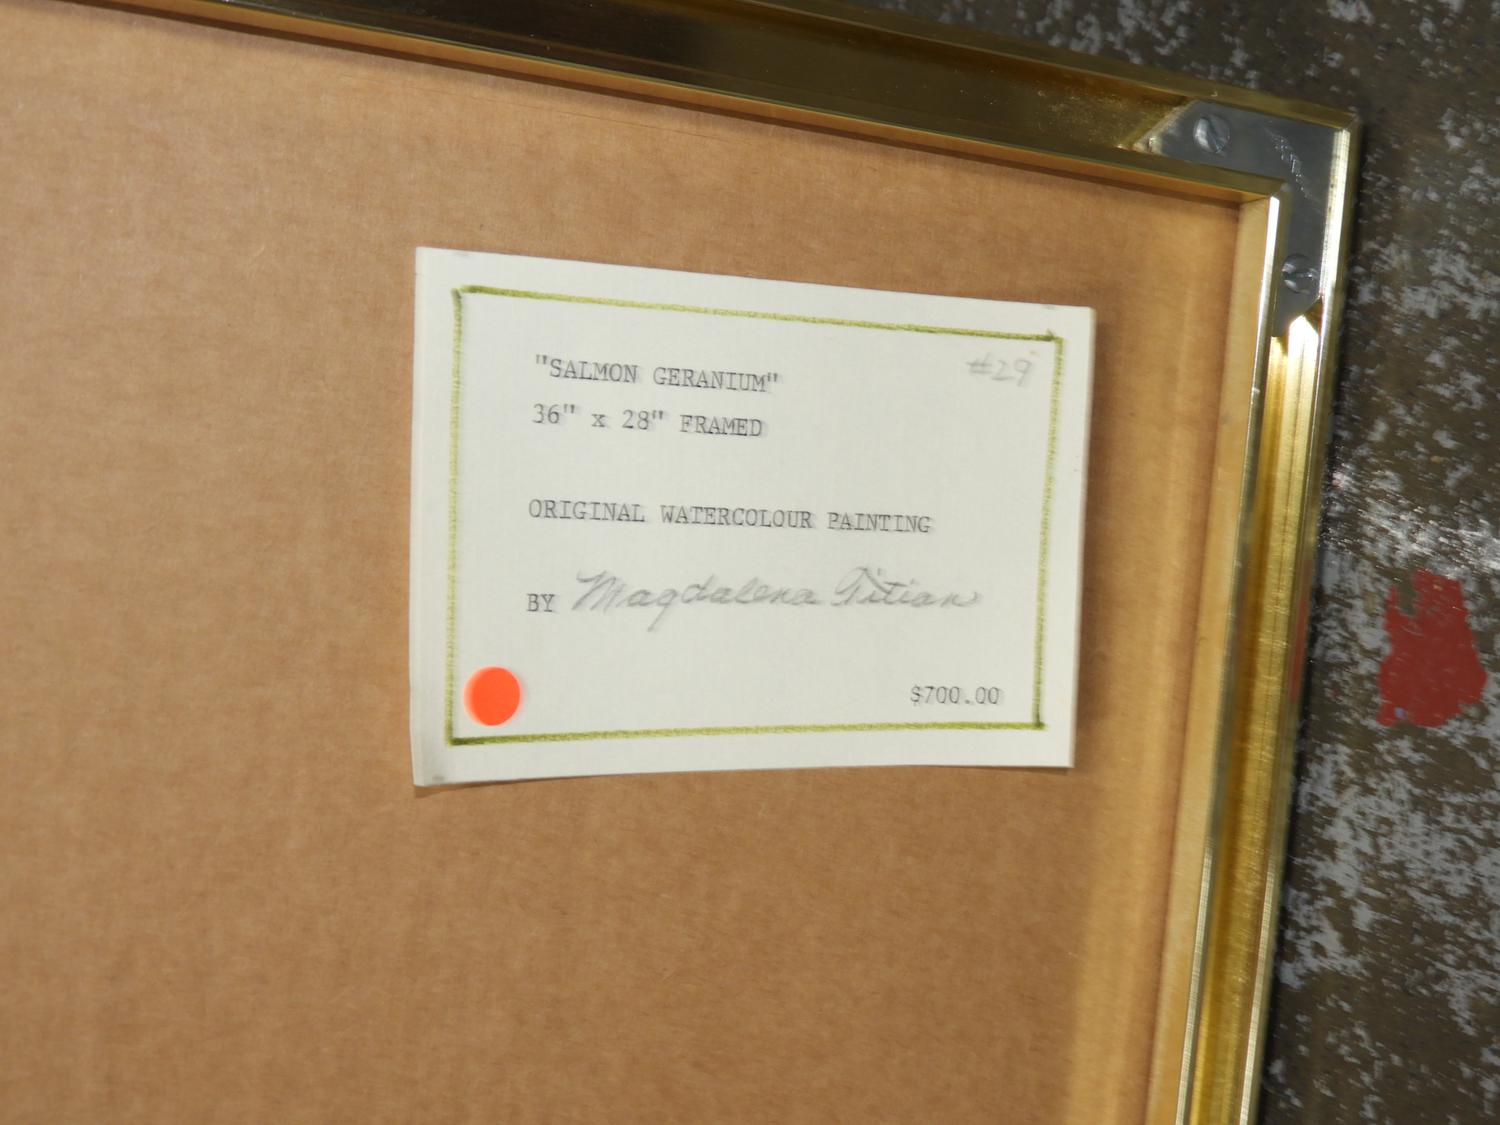 "SALMON GERANIUM"
#29
36" x 28" FRAMED
ORIGINAL WATERCOLOUR PAINTING
BY Magdalena Titian
$700.00